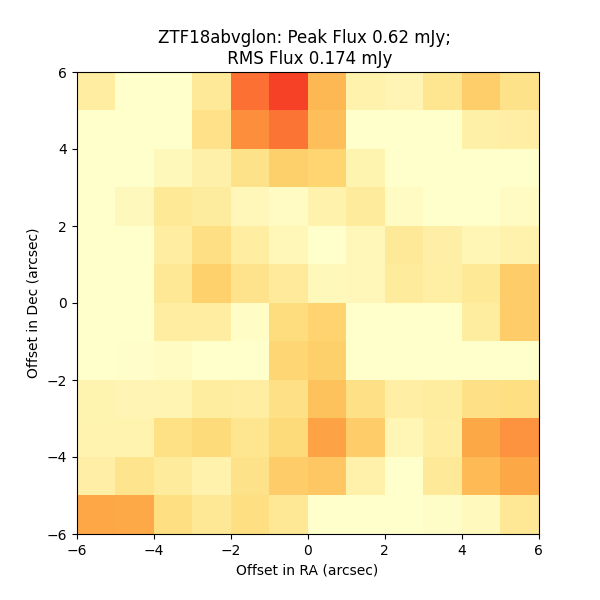 ZTF18abvglon: Peak Flux 0.62 mJy;
RMS Flux 0.174 mJy
6
4
2
0
−2
−4
−6
Offset in Dec (arcsec)
−6 −4 −2 0 2 4 6
Offset in RA (arcsec)